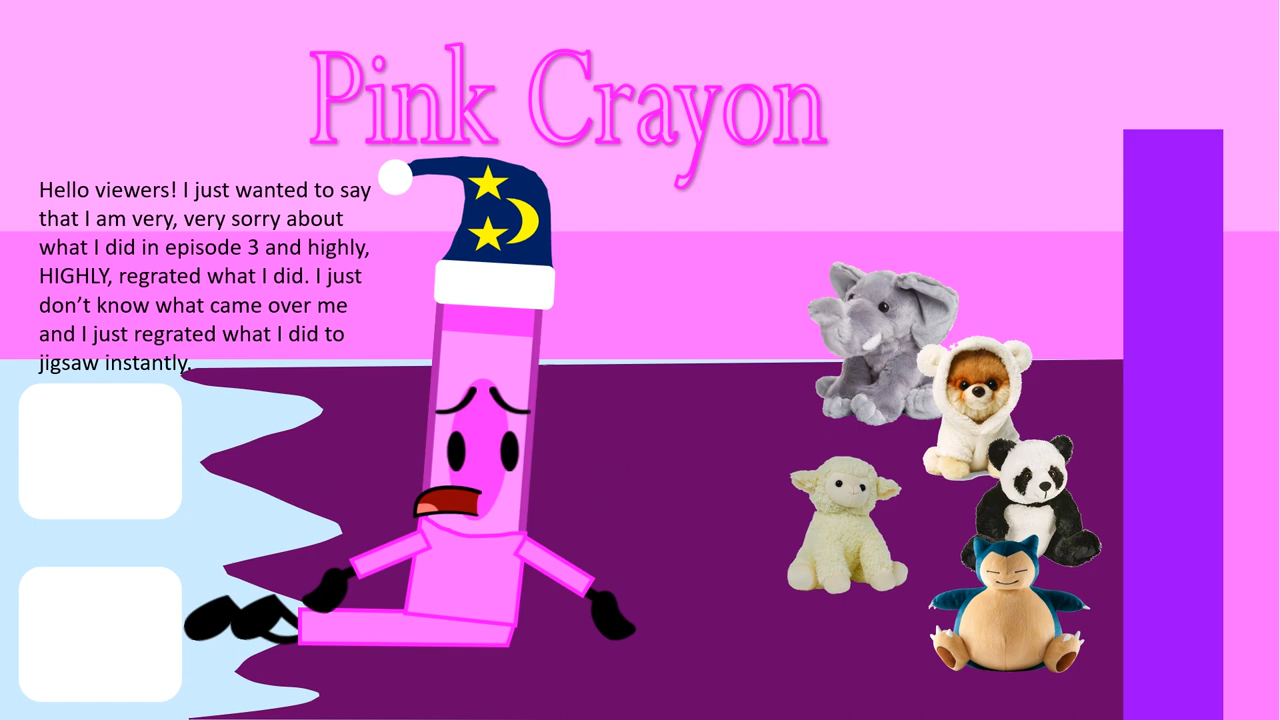 Pink Crayon
Hello viewers! I just wanted to say
that I am very, very sorry about
what I did in episode 3 and highly,
HIGHLY, regrated what I did. I just
don’t know what came over me
and I just regrated what I did to
jigsaw instantly.